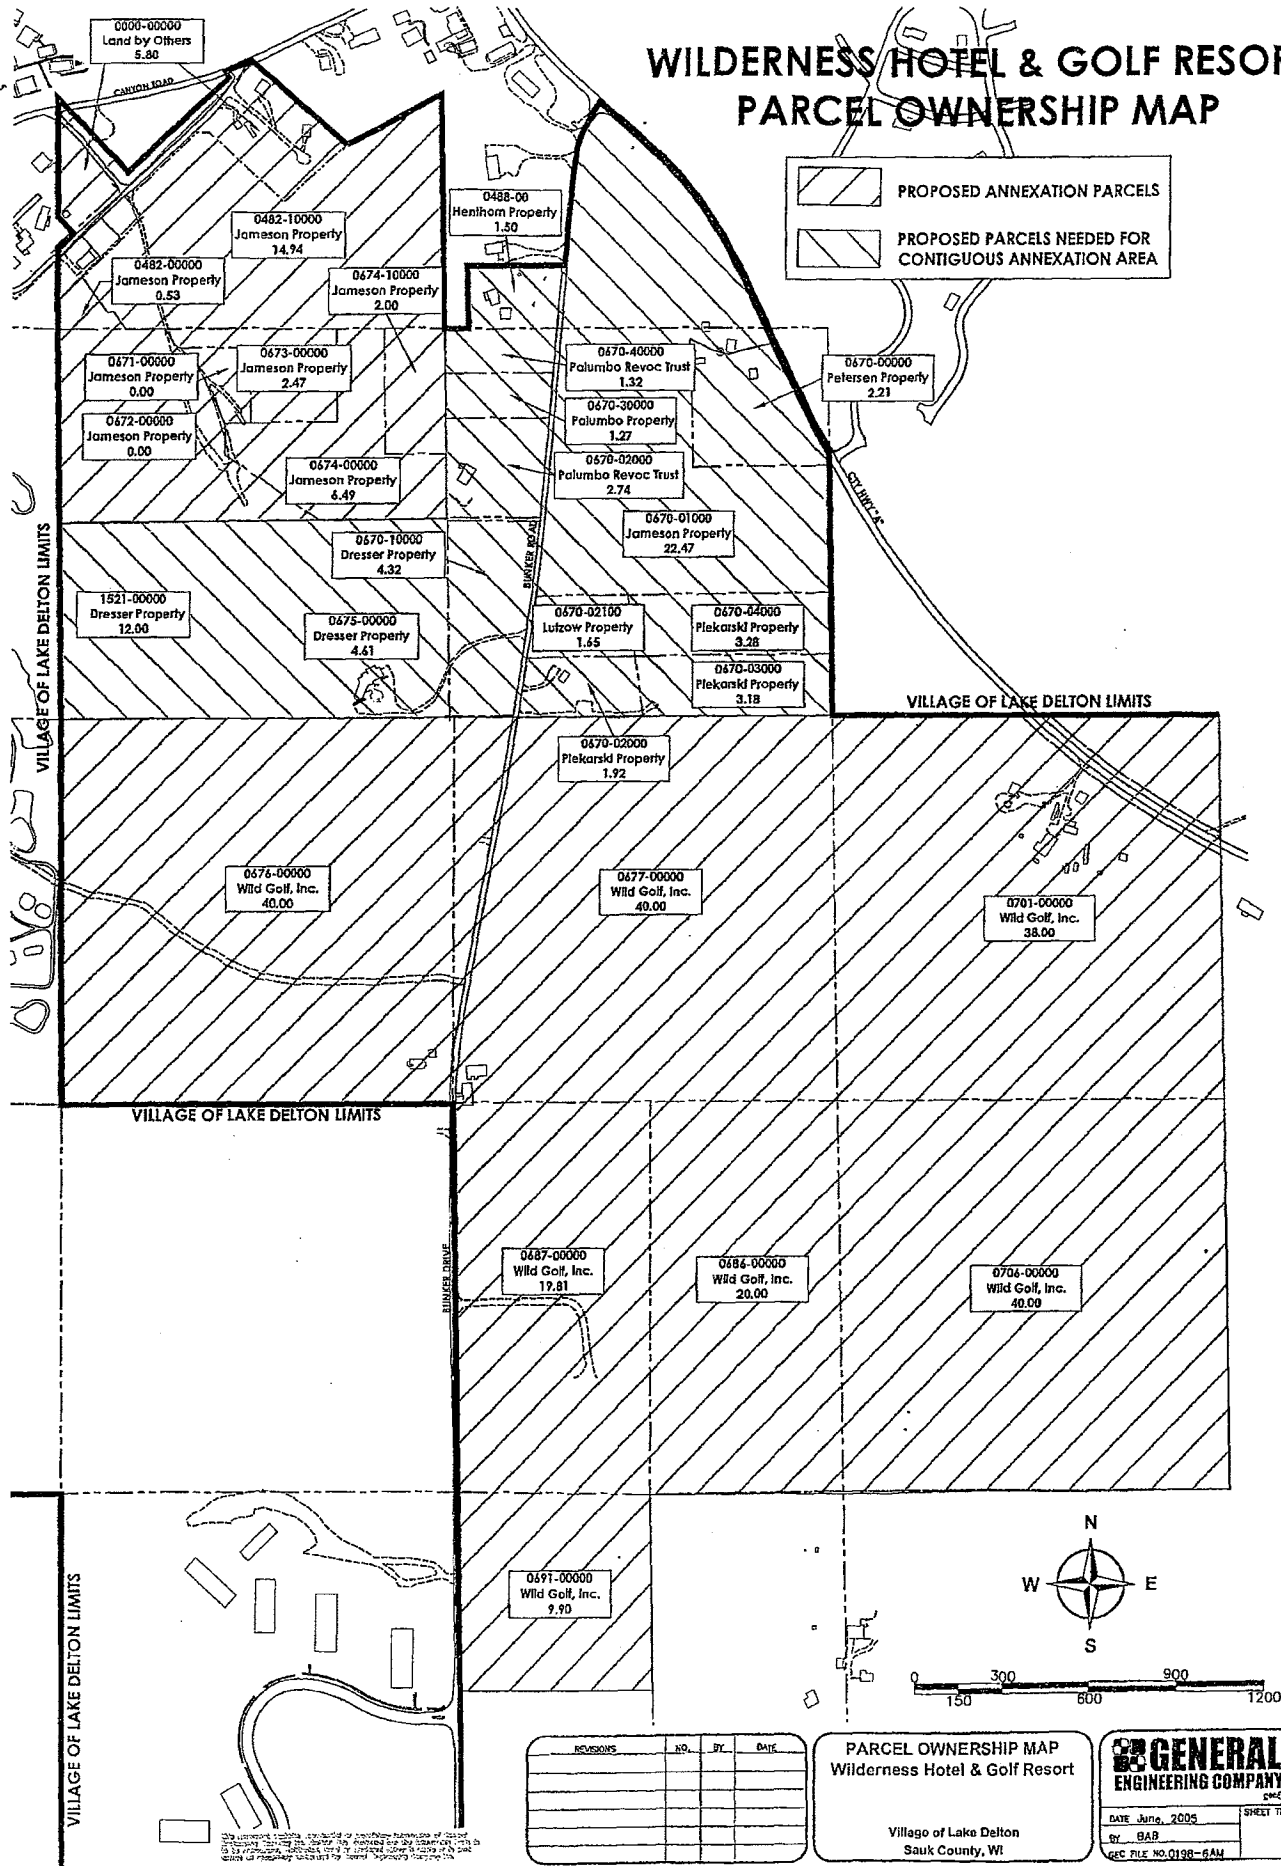 WILDERNESS HOTEL & GOLF RESOR
PARCEL OWNERSHIP MAP
0000-00000
Land by Others
5.80
CANYON ROAD
PROPOSED ANNEXATION PARCELS
PROPOSED PARCELS NEEDED FOR
CONTIGUOUS ANNEXATION AREA
0488-00
Henthorn Property
1.50
0482-10000
Jameson Property
14.94
0482-00000
Jameson Property
0.53
0674-10000
Jameson Property
2.00
0671-00000
Jameson Property
0.00
0673-00000
Jameson Property
2.47
0670-40000
Palumbo Revoc Trust
1.32
0670-00000
Petersen Property
2.21
0672-00000
Jameson Property
0.00
0670-30000
Palumbo Property
1.27
0674-00000
Jameson Property
6.49
0670-02000
Palumbo Revoc Trust
2.74
CTY HWY "A"
0670-01000
Jameson Property
22.47
0670-10000
Dresser Property
4.32
BUNKER ROAD
VILLAGE OF LAKE DELTON LIMITS
1521-00000
Dresser Property
12.00
0675-00000
Dresser Property
4.61
0670-02100
Lutzow Property
1.65
0670-04000
Piekarski Property
3.28
0670-03000
Piekarski Property
3.18
VILLAGE OF LAKE DELTON LIMITS
0670-02000
Piekarski Property
1.92
0676-00000
Wild Golf, Inc.
40.00
0677-00000
Wild Golf, Inc.
40.00
0701-00000
Wild Golf, Inc.
38.00
VILLAGE OF LAKE DELTON LIMITS
BUNKER DRIVE
0687-00000
Wild Golf, Inc.
19.81
0686-00000
Wild Golf, Inc.
20.00
0706-00000
Wild Golf, Inc.
40.00
N
W E
S
0691-00000
Wild Golf, Inc.
9.90
VILLAGE OF LAKE DELTON LIMITS
0 300 900
150 600 1200
REVISIONS NO. BY DATE
PARCEL OWNERSHIP MAP
Wilderness Hotel & Golf Resort
Village of Lake Delton
Sauk County, WI
GENERAL
ENGINEERING COMPANY
DATE June, 2005
SHEET
BY BAB
GEC FILE NO. 0198-6AM